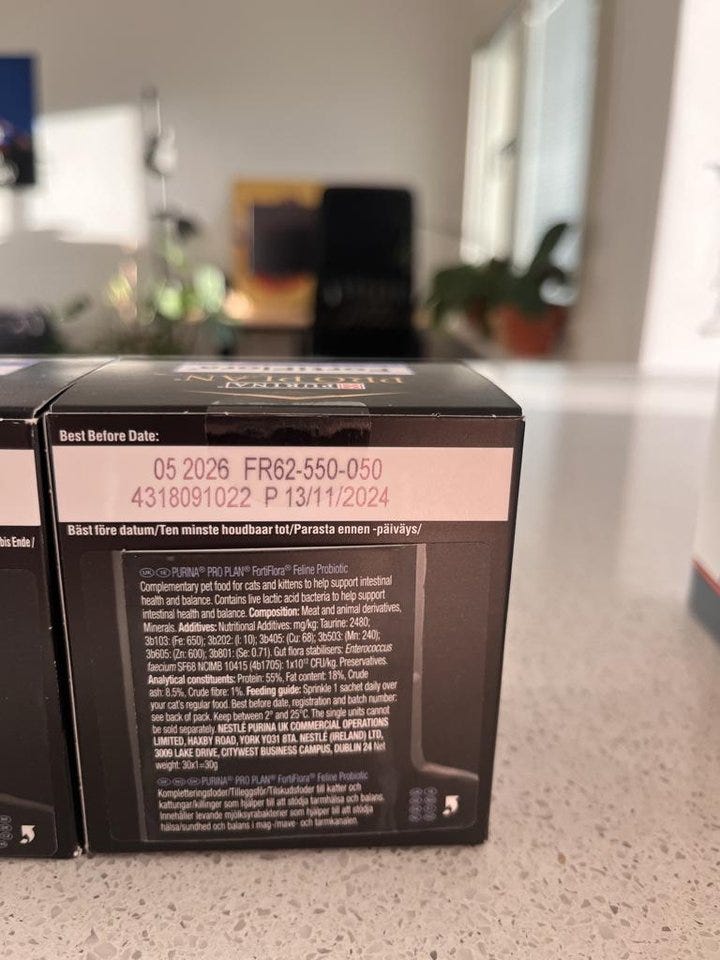 PURINA
PRO PLAN
Best Before Date:
05 2026 FR62-550-050
4318091022 P 13/11/2024
Bäst före datum/Ten minste houdbaar tot/Parasta ennen -päiväys/
bis Ende /
UK IE PURINA® PRO PLAN® FortiFlora® Feline Probiotic
Complementary pet food for cats and kittens to help support intestinal
health and balance. Contains live lactic acid bacteria to help support
intestinal health and balance. Composition: Meat and animal derivatives,
Minerals. Additives: Nutritional Additives: mg/kg: Taurine: 2480;
3b103: (Fe: 650); 3b202: (I: 10); 3b405: (Cu: 68); 3b503: (Mn: 240);
3b605: (Zn: 600); 3b801: (Se: 0.71). Gut flora stabilisers: Enterococcus
faecium SF68 NCIMB 10415 (4b1705): 1x10¹² CFU/kg. Preservatives.
Analytical constituents: Protein: 55%, Fat content: 18%, Crude
ash: 8.5%, Crude fibre: 1%. Feeding guide: Sprinkle 1 sachet daily over
your cat's regular food. Best before date, registration and batch number:
see back of pack. Keep between 2° and 25°C. The single units cannot
be sold separately. NESTLÉ PURINA UK COMMERCIAL OPERATIONS
LIMITED, HAXBY ROAD, YORK YO31 8TA. NESTLÉ (IRELAND) LTD,
3009 LAKE DRIVE, CITYWEST BUSINESS CAMPUS, DUBLIN 24 Net
weight: 30x1=30g
PURINA® PRO PLAN® FortiFlora® Feline Probiotic
Kompletteringsfoder/Tilleggsfôr/Tilskudsfoder till katter och
kattungar/killinger som hjälper till att stödja tarmhälsa och balans.
Innehåller levande mjölksyrabakterier som hjälper till att stödja
hälsa/sundhed och balans i mag-/mave- och tarmkanalen.